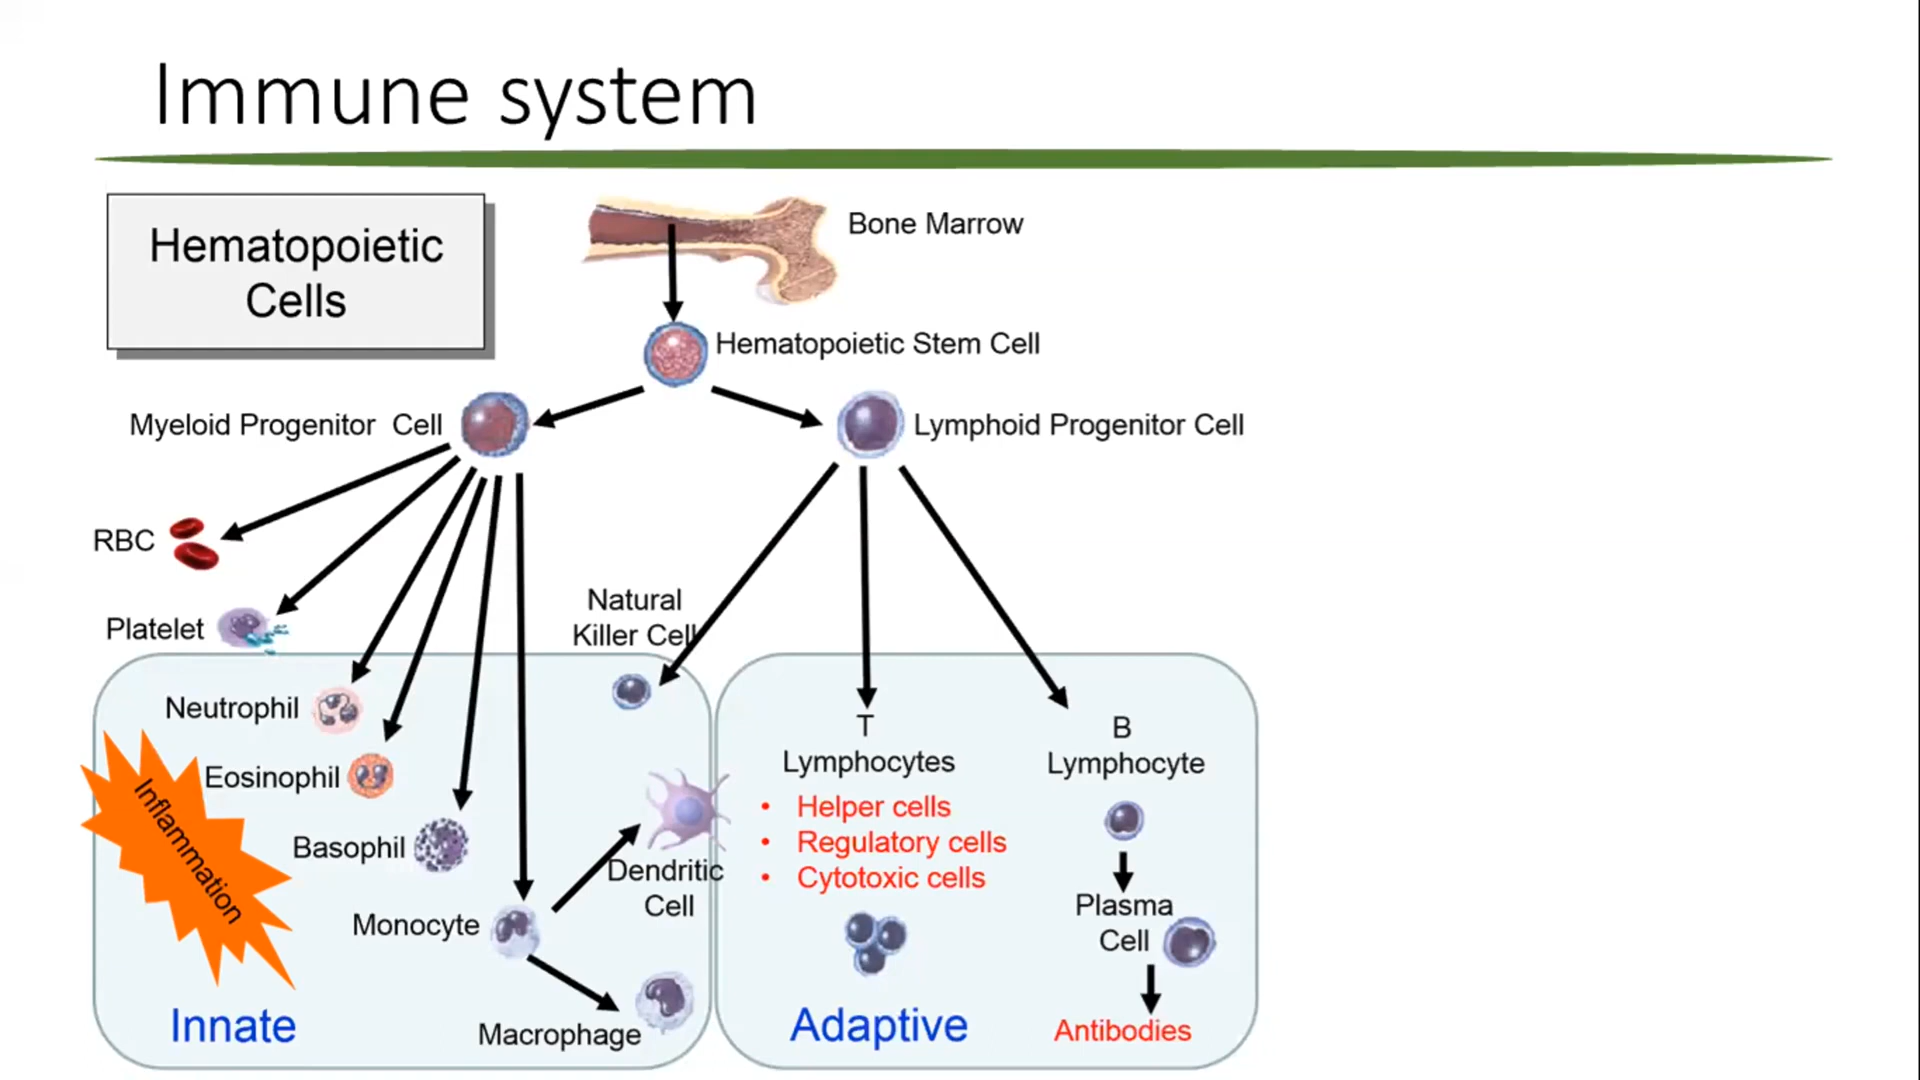 Immune system
Hematopoietic
Cells
Bone Marrow
Hematopoietic Stem Cell
Myeloid Progenitor Cell
Lymphoid Progenitor Cell
RBC
Platelet
Natural
Killer Cell
Neutrophil
Eosinophil
Basophil
Monocyte
Dendritic
Cell
Macrophage
Inflammation
Innate
T
Lymphocytes
• Helper cells
• Regulatory cells
• Cytotoxic cells
B
Lymphocyte
Plasma
Cell
Antibodies
Adaptive